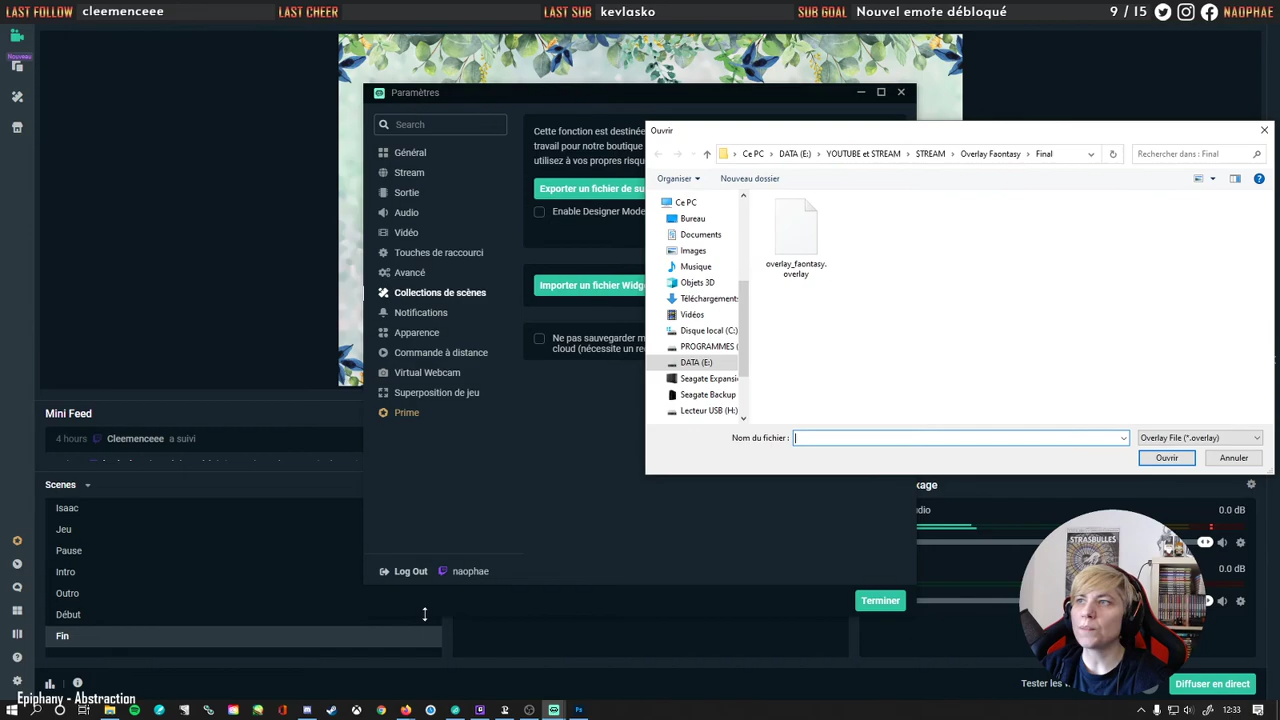 LAST FOLLOW cleemenceee LAST CHEER LAST SUB kevlasko SUB GOAL Nouvel emote débloqué 9 / 15 NAOPHAE
Nouveau
Paramètres
Search
Général
Stream
Sortie
Audio
Vidéo
Touches de raccourci
Avancé
Collections de scènes
Notifications
Apparence
Commande à distance
Virtual Webcam
Superposition de jeu
Prime
Log Out naophae
Cette fonction est destinée
travail pour notre boutique
utilisez à vos propres risqu
Exporter un fichier de su
Enable Designer Mode
Importer un fichier Widg
Ne pas sauvegarder m
cloud (nécessite un re
Terminer
Ouvrir
Ce PC DATA (E:) YOUTUBE et STREAM STREAM Overlay Faontasy Final
Rechercher dans : Final
Organiser Nouveau dossier
Ce PC
Bureau
Documents
Images
Musique
Objets 3D
Téléchargements
Vidéos
Disque local (C:)
PROGRAMMES (
DATA (E:)
Seagate Expansi
Seagate Backup
Lecteur USB (H:)
overlay_faontasy.
overlay
Nom du fichier :
Overlay File (*.overlay)
Ouvrir Annuler
Mini Feed
4 hours Cleemenceee a suivi
Scenes
Isaac
Jeu
Pause
Intro
Outro
Début
Fin
xage
udio 0.0 dB
0.0 dB
STRASBULLES
Tester les
Diffuser en direct
Epiphany - Abstraction
12:33